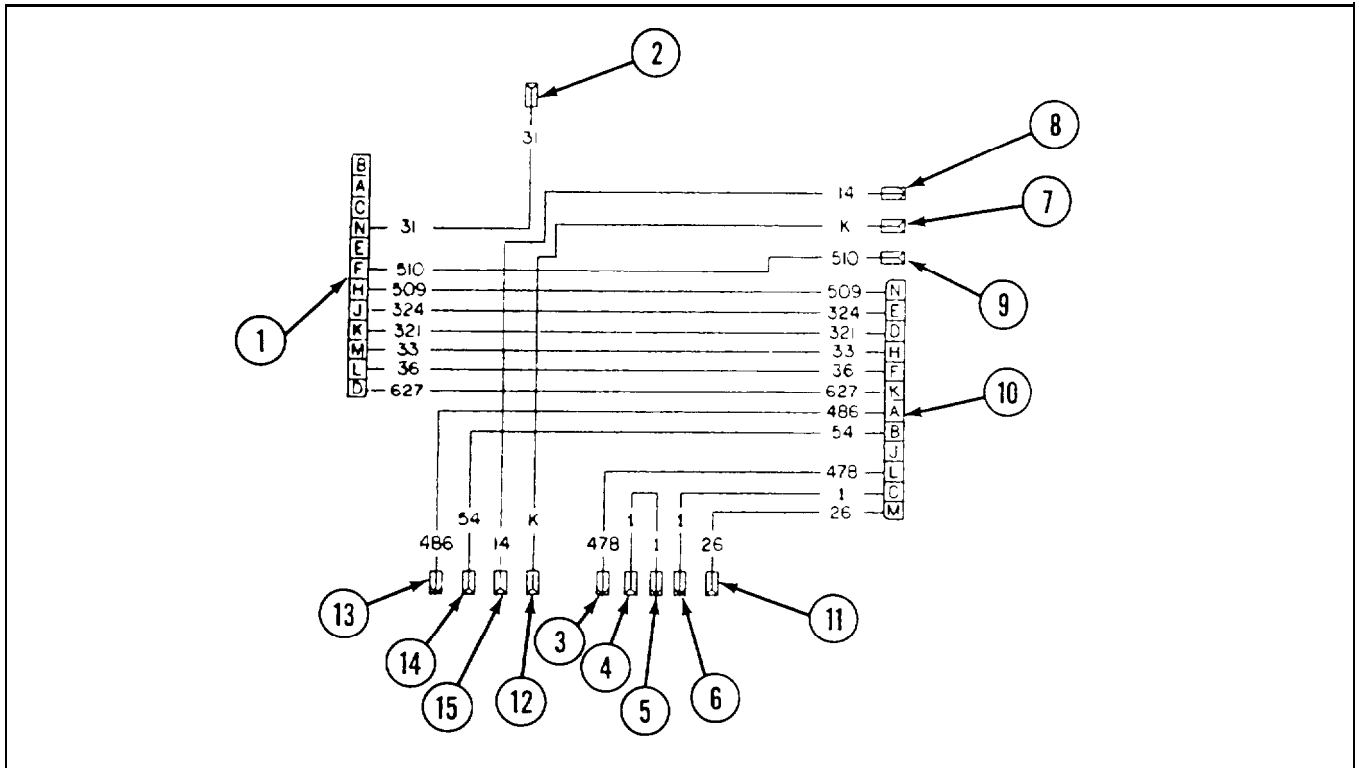 2
31
8
B
A
C
N 31
E
F 510
H 509
J 324
K 321
M 33
L 36
D 627
1
14
K
7
510
9
509 N
324 E
321 D
33 H
36 F
627 K
486 A
54 B
J
478 L
1 C
26 M
10
486 54 14 K 478 1 1 1 26
13 14 15 12 3 4 5 6 11